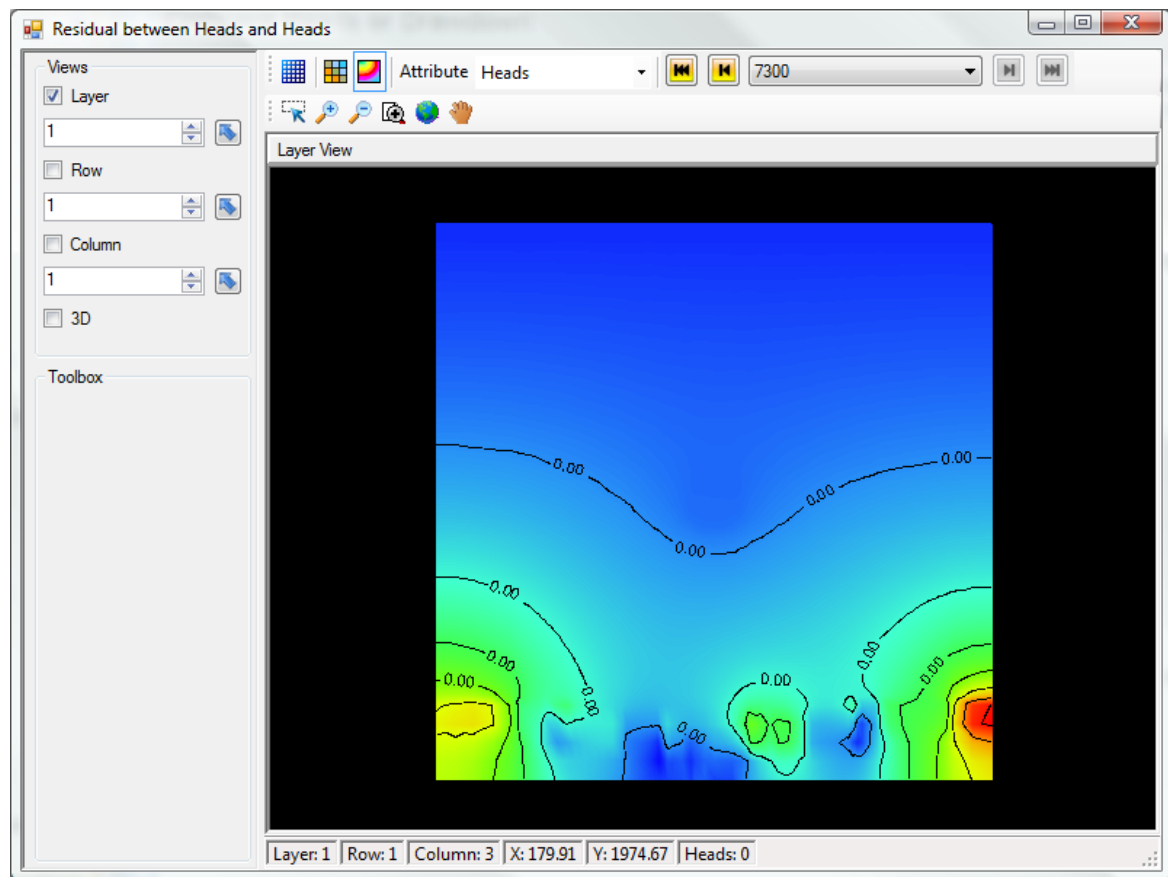 Residual between Heads and Heads
Views
Layer
1
Row
1
Column
1
3D
Toolbox
Attribute Heads 7300
Layer View
0.00
0.00
0.00
0.00
0.00
0.00
0.00
0.00
0.00
0.00
0.00
0.00
Layer: 1 Row: 1 Column: 3 X: 179.91 Y: 1974.67 Heads: 0